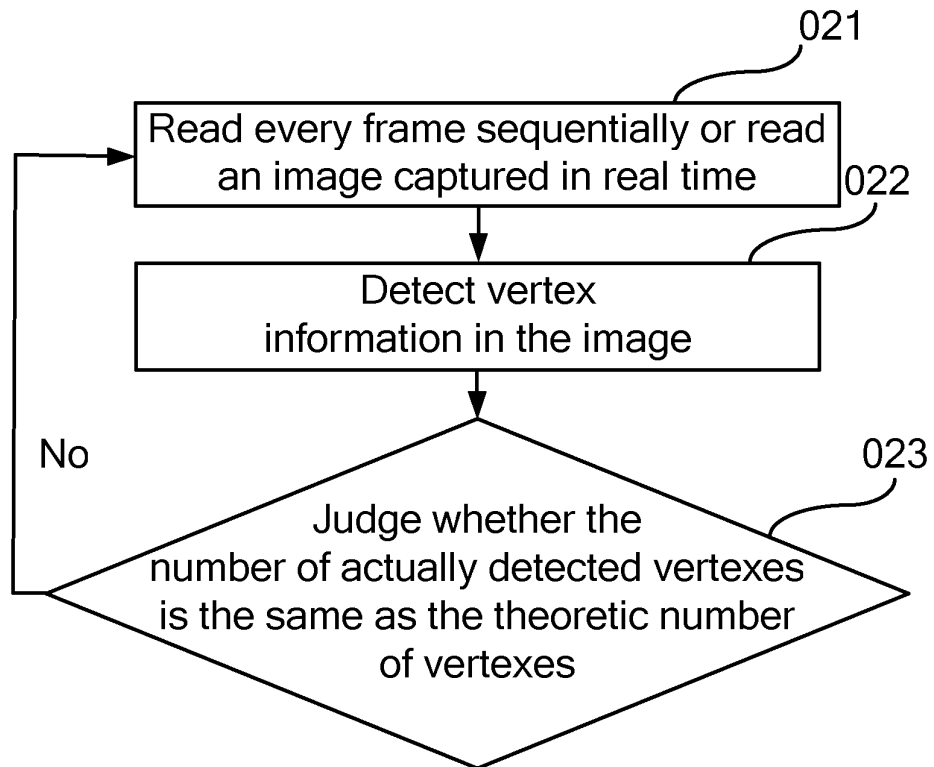 021
Read every frame sequentially or read
an image captured in real time
022
Detect vertex
information in the image
No
023
Judge whether the
number of actually detected vertexes
is the same as the theoretic number
of vertexes